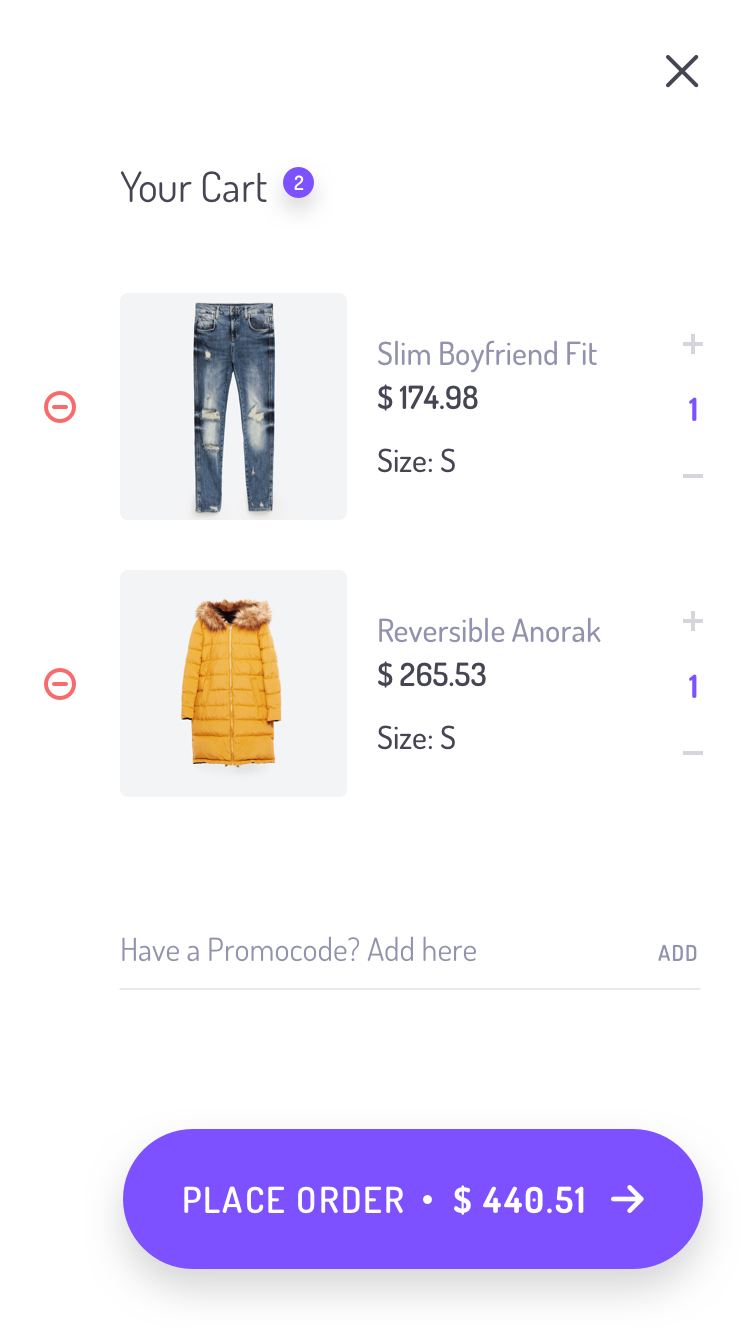 Your Cart 2
Slim Boyfriend Fit
$ 174.98
1
Size: S
Reversible Anorak
$ 265.53
1
Size: S
Have a Promocode? Add here ADD
PLACE ORDER • $ 440.51